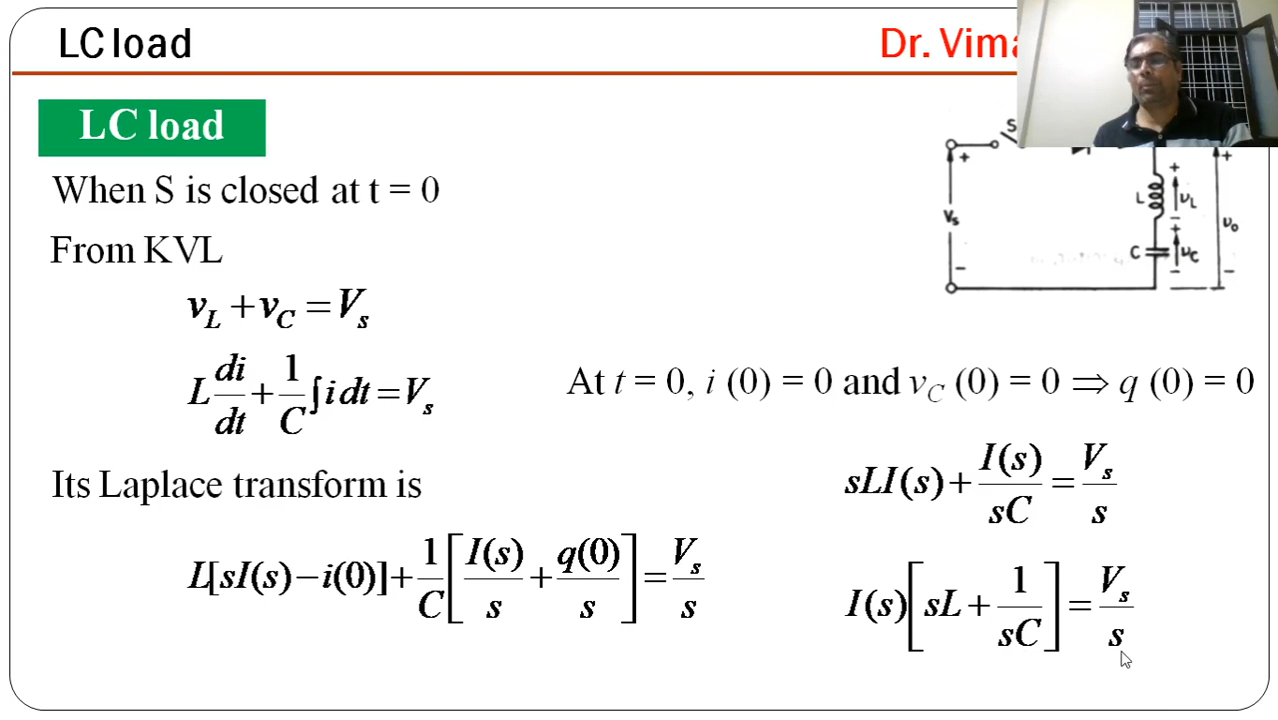 LC load
Dr. Vima
LC load
When S is closed at t = 0
From KVL
v_L + v_C = V_s
L di/dt + 1/C ∫ i dt = V_s
Its Laplace transform is
L[sI(s) − i(0)] + 1/C [I(s)/s + q(0)/s] = V_s/s
S
+
+
V_s
L
+
v_L
−
+
C
v_C
−
v_o
−
−
At t = 0, i (0) = 0 and v_C (0) = 0 ⇒ q (0) = 0
sLI(s) + I(s)/sC = V_s/s
I(s)[sL + 1/sC] = V_s/s